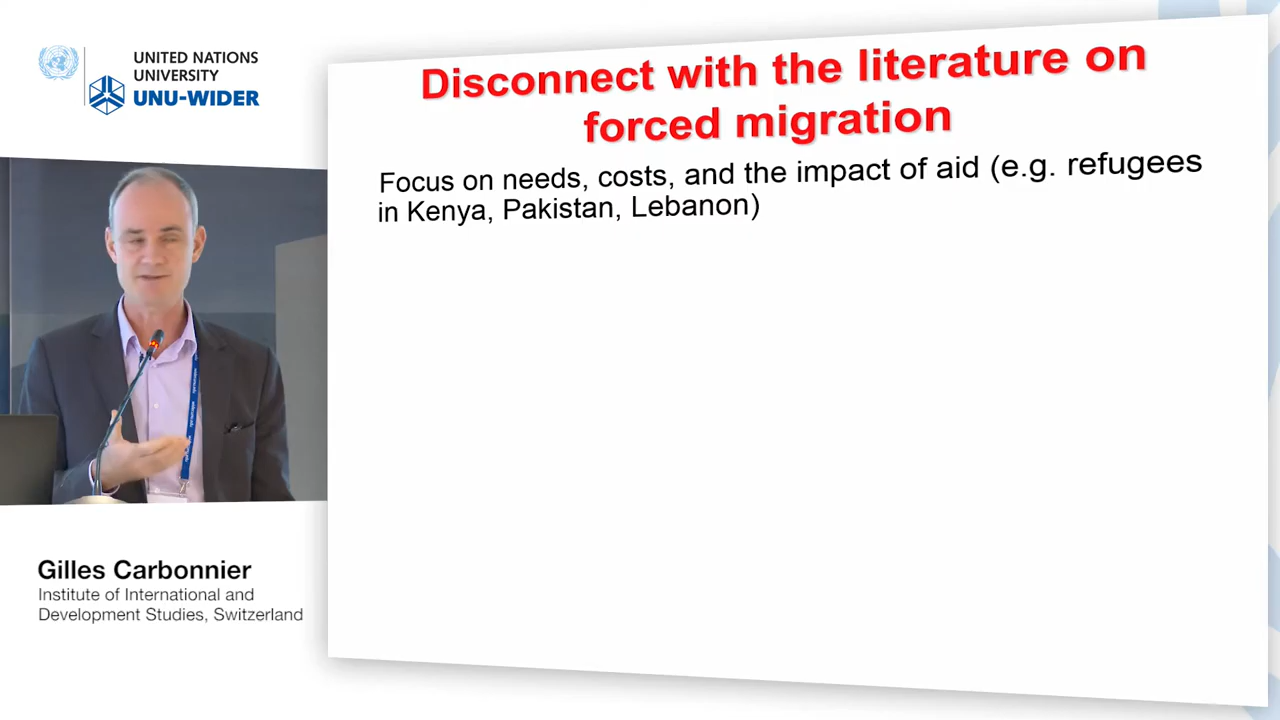 UNITED NATIONS
UNIVERSITY
UNU-WIDER
Disconnect with the literature on
forced migration
Focus on needs, costs, and the impact of aid (e.g. refugees
in Kenya, Pakistan, Lebanon)
Gilles Carbonnier
Institute of International and
Development Studies, Switzerland